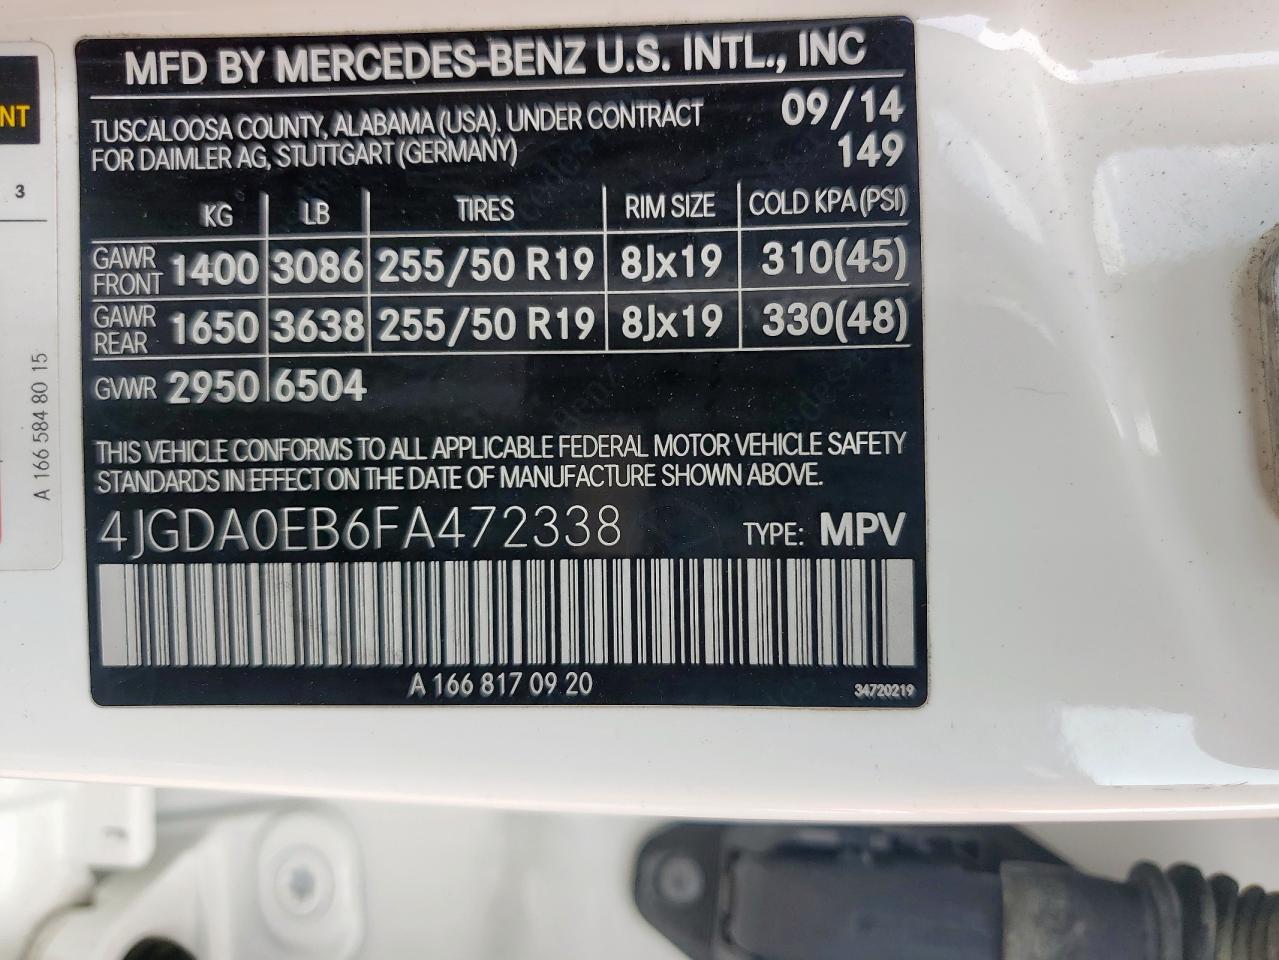 NT
3
A 166 584 80 15
MFD BY MERCEDES-BENZ U.S. INTL., INC
TUSCALOOSA COUNTY, ALABAMA (USA). UNDER CONTRACT 09/14
FOR DAIMLER AG, STUTTGART (GERMANY) 149
KG LB TIRES RIM SIZE COLD KPA (PSI)
GAWR FRONT 1400 3086 255/50 R19 8Jx19 310(45)
GAWR REAR 1650 3638 255/50 R19 8Jx19 330(48)
GVWR 2950 6504
THIS VEHICLE CONFORMS TO ALL APPLICABLE FEDERAL MOTOR VEHICLE SAFETY
STANDARDS IN EFFECT ON THE DATE OF MANUFACTURE SHOWN ABOVE.
4JGDA0EB6FA472338 TYPE: MPV
A 166 817 09 20
34720219